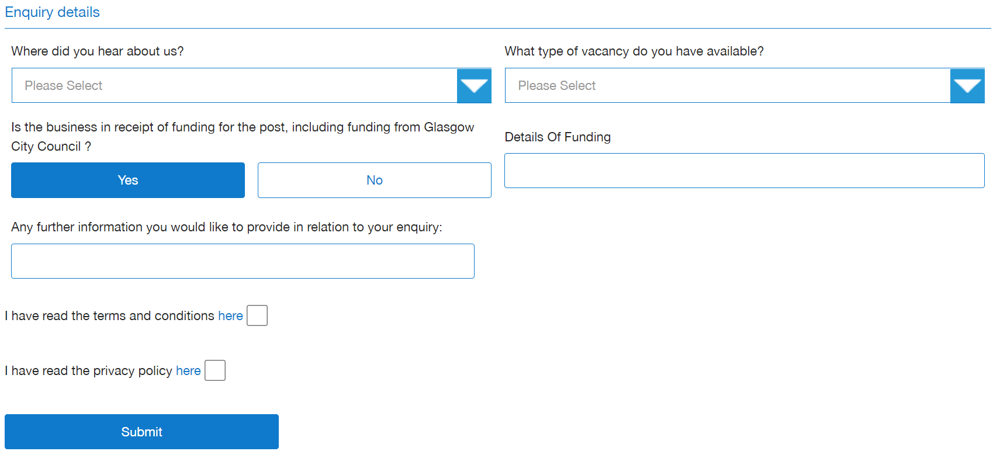 Enquiry details
Where did you hear about us?
What type of vacancy do you have available?
Please Select
Please Select
Is the business in receipt of funding for the post, including funding from Glasgow
City Council ?
Details Of Funding
Yes
No
Any further information you would like to provide in relation to your enquiry:
I have read the terms and conditions here
I have read the privacy policy here
Submit